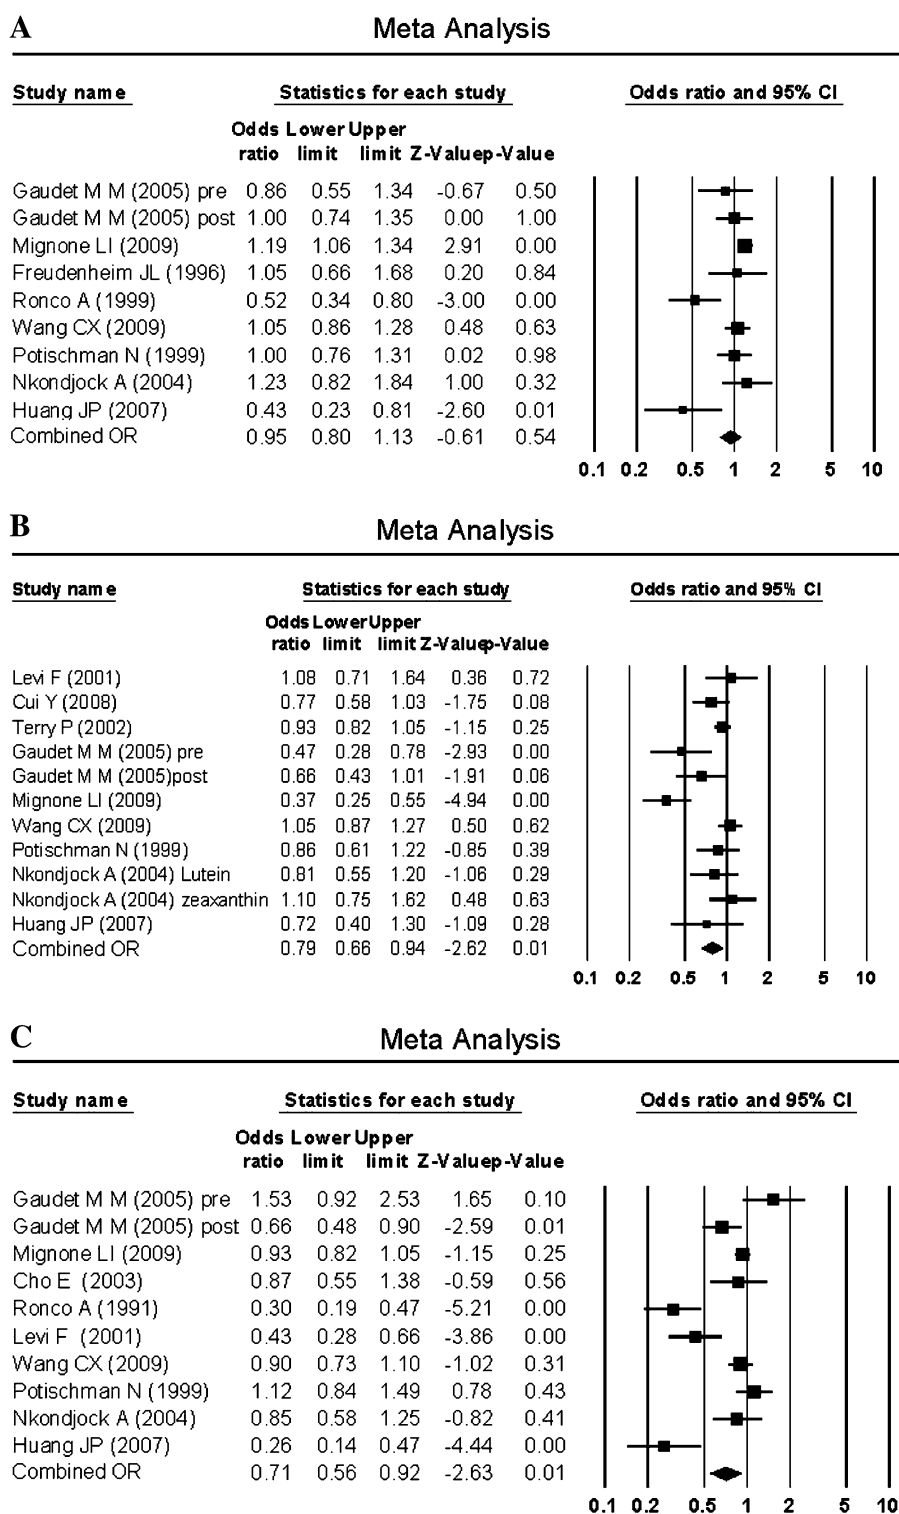 A Meta Analysis
Study name Statistics for each study Odds ratio and 95% CI
Odds Lower Upper
ratio limit limit Z-Value p-Value
Gaudet M M (2005) pre 0.86 0.55 1.34 -0.67 0.50
Gaudet M M (2005) post 1.00 0.74 1.35 0.00 1.00
Mignone LI (2009) 1.19 1.06 1.34 2.91 0.00
Freudenheim JL (1996) 1.05 0.66 1.68 0.20 0.84
Ronco A (1999) 0.52 0.34 0.80 -3.00 0.00
Wang CX (2009) 1.05 0.86 1.28 0.48 0.63
Potischman N (1999) 1.00 0.76 1.31 0.02 0.98
Nkondjock A (2004) 1.23 0.82 1.84 1.00 0.32
Huang JP (2007) 0.43 0.23 0.81 -2.60 0.01
Combined OR 0.95 0.80 1.13 -0.61 0.54
0.1 0.2 0.5 1 2 5 10
B Meta Analysis
Study name Statistics for each study Odds ratio and 95% CI
Odds Lower Upper
ratio limit limit Z-Value p-Value
Levi F (2001) 1.08 0.71 1.64 0.36 0.72
Cui Y (2008) 0.77 0.58 1.03 -1.75 0.08
Terry P (2002) 0.93 0.82 1.05 -1.15 0.25
Gaudet M M (2005) pre 0.47 0.28 0.78 -2.93 0.00
Gaudet M M (2005)post 0.66 0.43 1.01 -1.91 0.06
Mignone LI (2009) 0.37 0.25 0.55 -4.94 0.00
Wang CX (2009) 1.05 0.87 1.27 0.50 0.62
Potischman N (1999) 0.86 0.61 1.22 -0.85 0.39
Nkondjock A (2004) Lutein 0.81 0.55 1.20 -1.06 0.29
Nkondjock A (2004) zeaxanthin 1.10 0.75 1.62 0.48 0.63
Huang JP (2007) 0.72 0.40 1.30 -1.09 0.28
Combined OR 0.79 0.66 0.94 -2.62 0.01
0.1 0.2 0.5 1 2 5 10
C Meta Analysis
Study name Statistics for each study Odds ratio and 95% CI
Odds Lower Upper
ratio limit limit Z-Value p-Value
Gaudet M M (2005) pre 1.53 0.92 2.53 1.65 0.10
Gaudet M M (2005) post 0.66 0.48 0.90 -2.59 0.01
Mignone LI (2009) 0.93 0.82 1.05 -1.15 0.25
Cho E (2003) 0.87 0.55 1.38 -0.59 0.56
Ronco A (1991) 0.30 0.19 0.47 -5.21 0.00
Levi F (2001) 0.43 0.28 0.66 -3.86 0.00
Wang CX (2009) 0.90 0.73 1.10 -1.02 0.31
Potischman N (1999) 1.12 0.84 1.49 0.78 0.43
Nkondjock A (2004) 0.85 0.58 1.25 -0.82 0.41
Huang JP (2007) 0.26 0.14 0.47 -4.44 0.00
Combined OR 0.71 0.56 0.92 -2.63 0.01
0.1 0.2 0.5 1 2 5 10